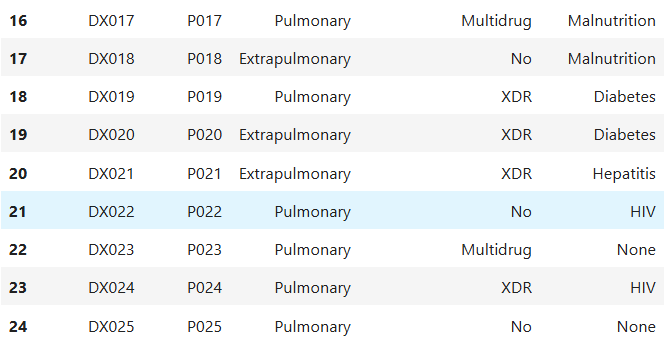 16 DX017 P017 Pulmonary Multidrug Malnutrition
17 DX018 P018 Extrapulmonary No Malnutrition
18 DX019 P019 Pulmonary XDR Diabetes
19 DX020 P020 Extrapulmonary XDR Diabetes
20 DX021 P021 Extrapulmonary XDR Hepatitis
21 DX022 P022 Pulmonary No HIV
22 DX023 P023 Pulmonary Multidrug None
23 DX024 P024 Pulmonary XDR HIV
24 DX025 P025 Pulmonary No None